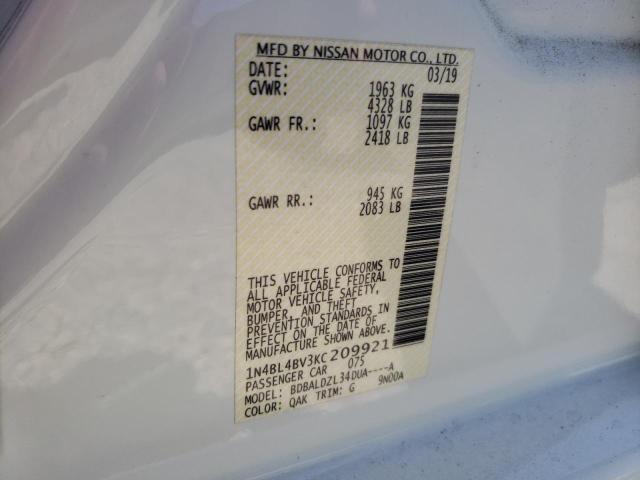 MFD BY NISSAN MOTOR CO., LTD.
DATE: 03/19
GVWR: 1963 KG
4328 LB
GAWR FR.: 1097 KG
2418 LB
GAWR RR.: 945 KG
2083 LB
THIS VEHICLE CONFORMS TO
ALL APPLICABLE FEDERAL
MOTOR VEHICLE SAFETY,
BUMPER, AND THEFT
PREVENTION STANDARDS IN
EFFECT ON THE DATE OF
MANUFACTURE SHOWN ABOVE.
1N4BL4BV3KC209921
PASSENGER CAR 075
MODEL: BDBALDZL34DUA----A
COLOR: QAK TRIM: G 9N00A